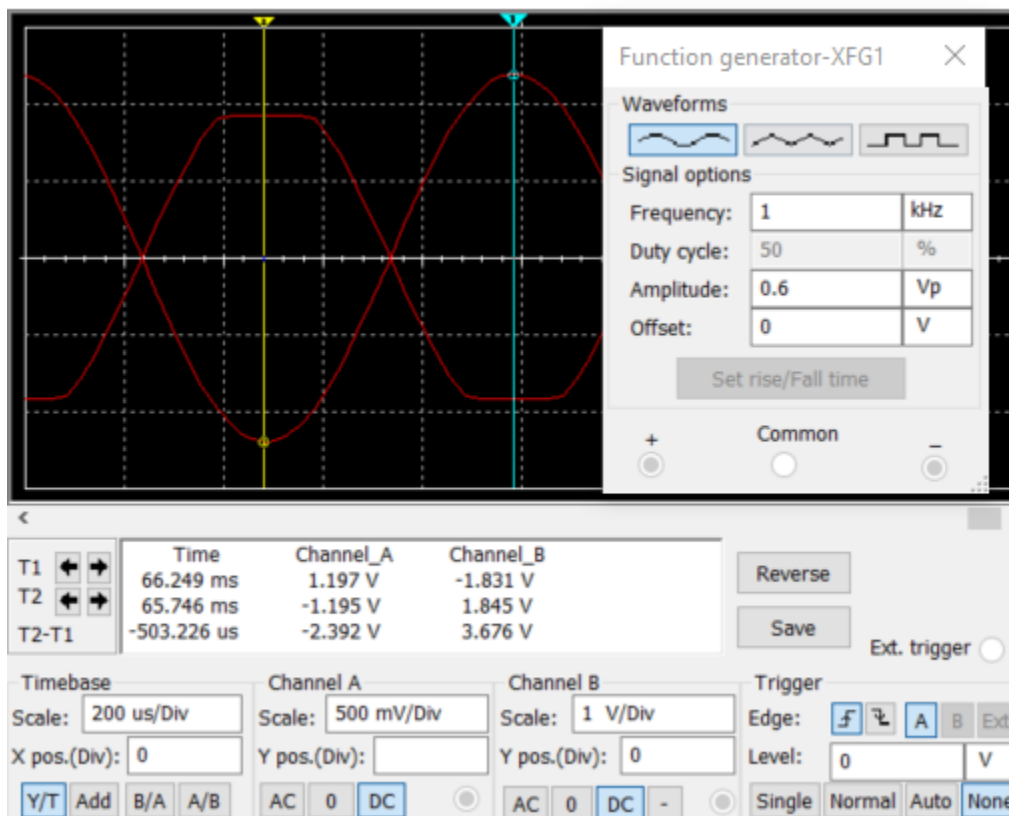 Function generator-XFG1
Waveforms
Signal options
Frequency: 1 kHz
Duty cycle: 50 %
Amplitude: 0.6 Vp
Offset: 0 V
Set rise/Fall time
+ Common −
T1
T2
T2-T1
Time Channel_A Channel_B
66.249 ms 1.197 V -1.831 V
65.746 ms -1.195 V 1.845 V
-503.226 us -2.392 V 3.676 V
Reverse
Save
Ext. trigger
Timebase
Scale: 200 us/Div
X pos.(Div): 0
Y/T Add B/A A/B
Channel A
Scale: 500 mV/Div
Y pos.(Div):
AC 0 DC
Channel B
Scale: 1 V/Div
Y pos.(Div): 0
AC 0 DC -
Trigger
Edge: A B Ext
Level: 0 V
Single Normal Auto None